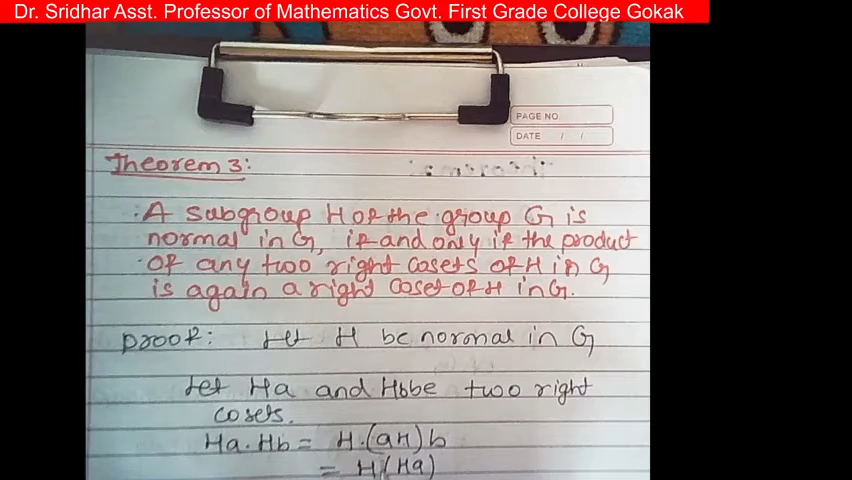 Dr. Sridhar Asst. Professor of Mathematics Govt. First Grade College Gokak
PAGE NO
DATE / /
Theorem 3:
A subgroup H of the group G is
normal in G, if and only if the product
of any two right cosets of H in G
is again a right coset of H in G.
proof: Let H be normal in G
Let Ha and Hb be two right
cosets.
Ha.Hb = H.(aH)b
= H(Ha)